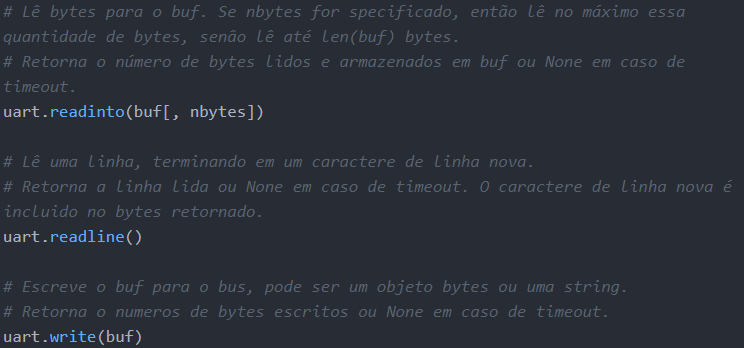 # Lê bytes para o buf. Se nbytes for specificado, então lê no máximo essa
quantidade de bytes, senão lê até len(buf) bytes.
# Retorna o número de bytes lidos e armazenados em buf ou None em caso de
timeout.
uart.readinto(buf[, nbytes])
# Lê uma linha, terminando em um caractere de linha nova.
# Retorna a linha lida ou None em caso de timeout. O caractere de linha nova é
incluido no bytes retornado.
uart.readline()
# Escreve o buf para o bus, pode ser um objeto bytes ou uma string.
# Retorna o numeros de bytes escritos ou None em caso de timeout.
uart.write(buf)